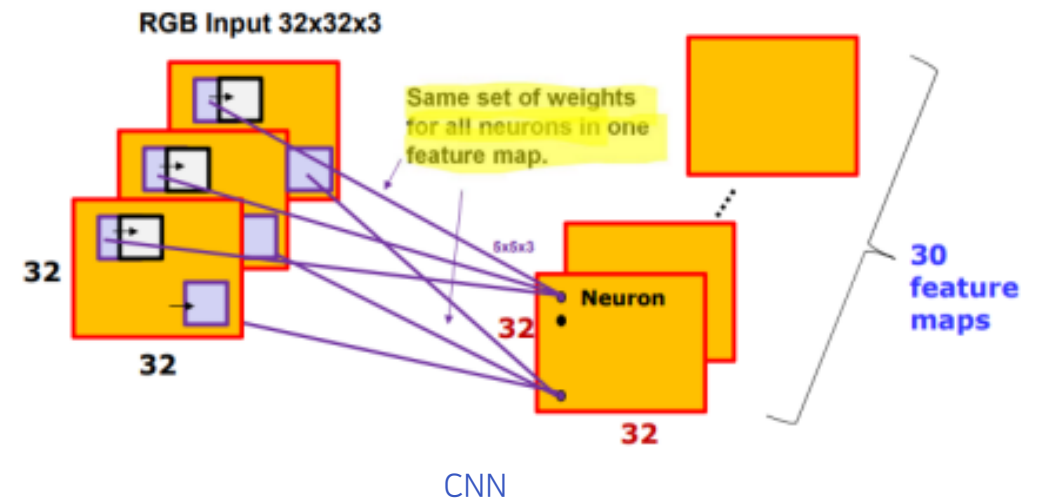 RGB Input 32x32x3
Same set of weights
for all neurons in one
feature map.
5x5x3
32
32
Neuron
32
32
30
feature
maps
CNN